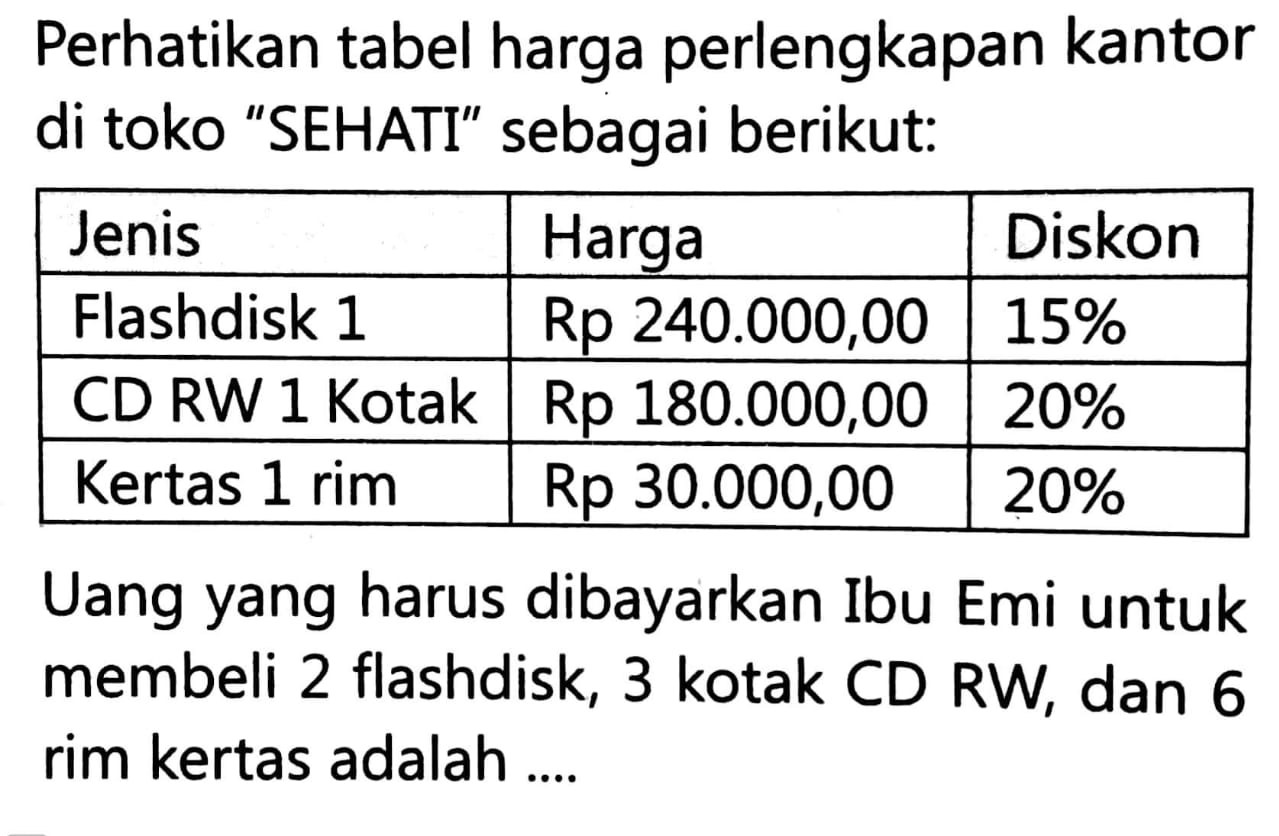 Perhatikan tabel harga perlengkapan kantor
di toko "SEHATI" sebagai berikut:
Jenis Harga Diskon
Flashdisk 1 Rp 240.000,00 15%
CD RW 1 Kotak Rp 180.000,00 20%
Kertas 1 rim Rp 30.000,00 20%
Uang yang harus dibayarkan Ibu Emi untuk
membeli 2 flashdisk, 3 kotak CD RW, dan 6
rim kertas adalah ....